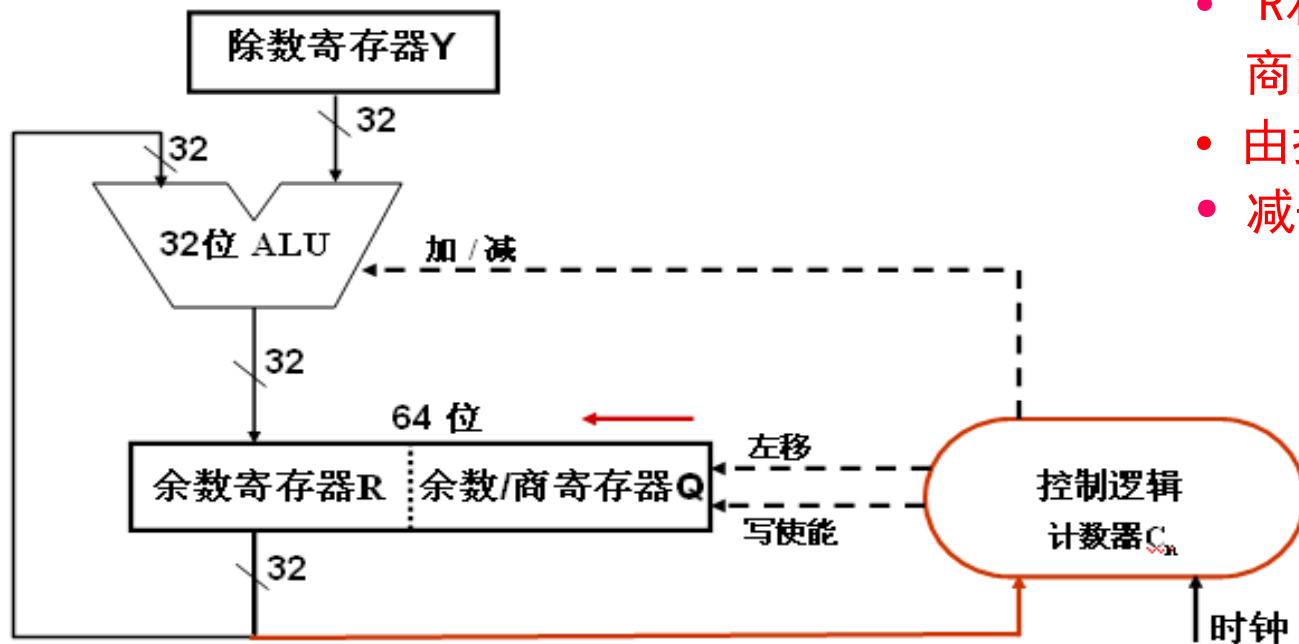 除数寄存器Y
32
32
32位 ALU
加 / 减
32
64 位
余数寄存器R
余数/商寄存器Q
左移
写使能
控制逻辑
计数器Cn
32
时钟
• R
商
• 由
• 减